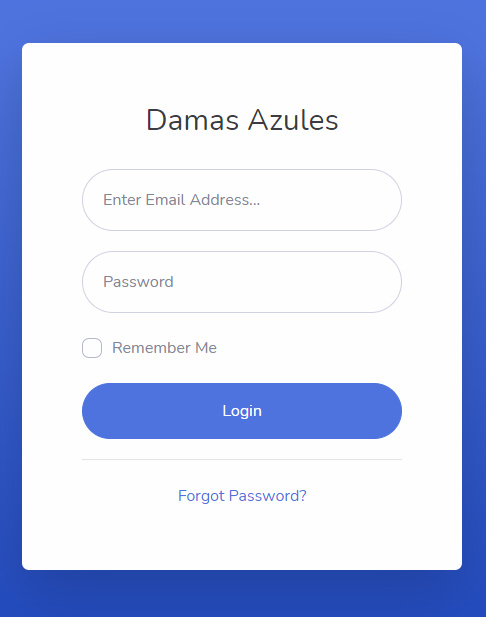 Damas Azules
Enter Email Address...
Password
Remember Me
Login
Forgot Password?